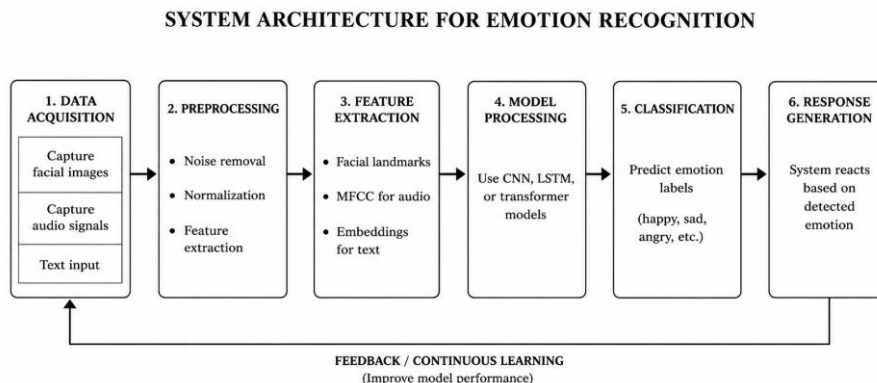 SYSTEM ARCHITECTURE FOR EMOTION RECOGNITION
1. DATA
ACQUISITION
Capture
facial images
Capture
audio signals
Text input
2. PREPROCESSING
• Noise removal
• Normalization
• Feature
extraction
3. FEATURE
EXTRACTION
• Facial landmarks
• MFCC for audio
• Embeddings
for text
4. MODEL
PROCESSING
Use CNN, LSTM,
or transformer
models
5. CLASSIFICATION
Predict emotion
labels
(happy, sad,
angry, etc.)
6. RESPONSE
GENERATION
System reacts
based on
detected
emotion
FEEDBACK / CONTINUOUS LEARNING
(Improve model performance)